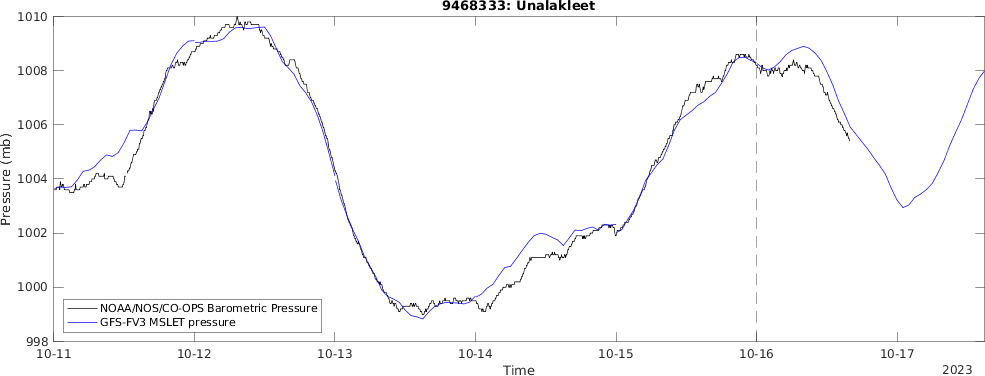 9468333: Unalakleet
1010
1008
1006
1004
1002
1000
998
Pressure (mb)
NOAA/NOS/CO-OPS Barometric Pressure
GFS-FV3 MSLET pressure
10-11 10-12 10-13 10-14 10-15 10-16 10-17
Time
2023